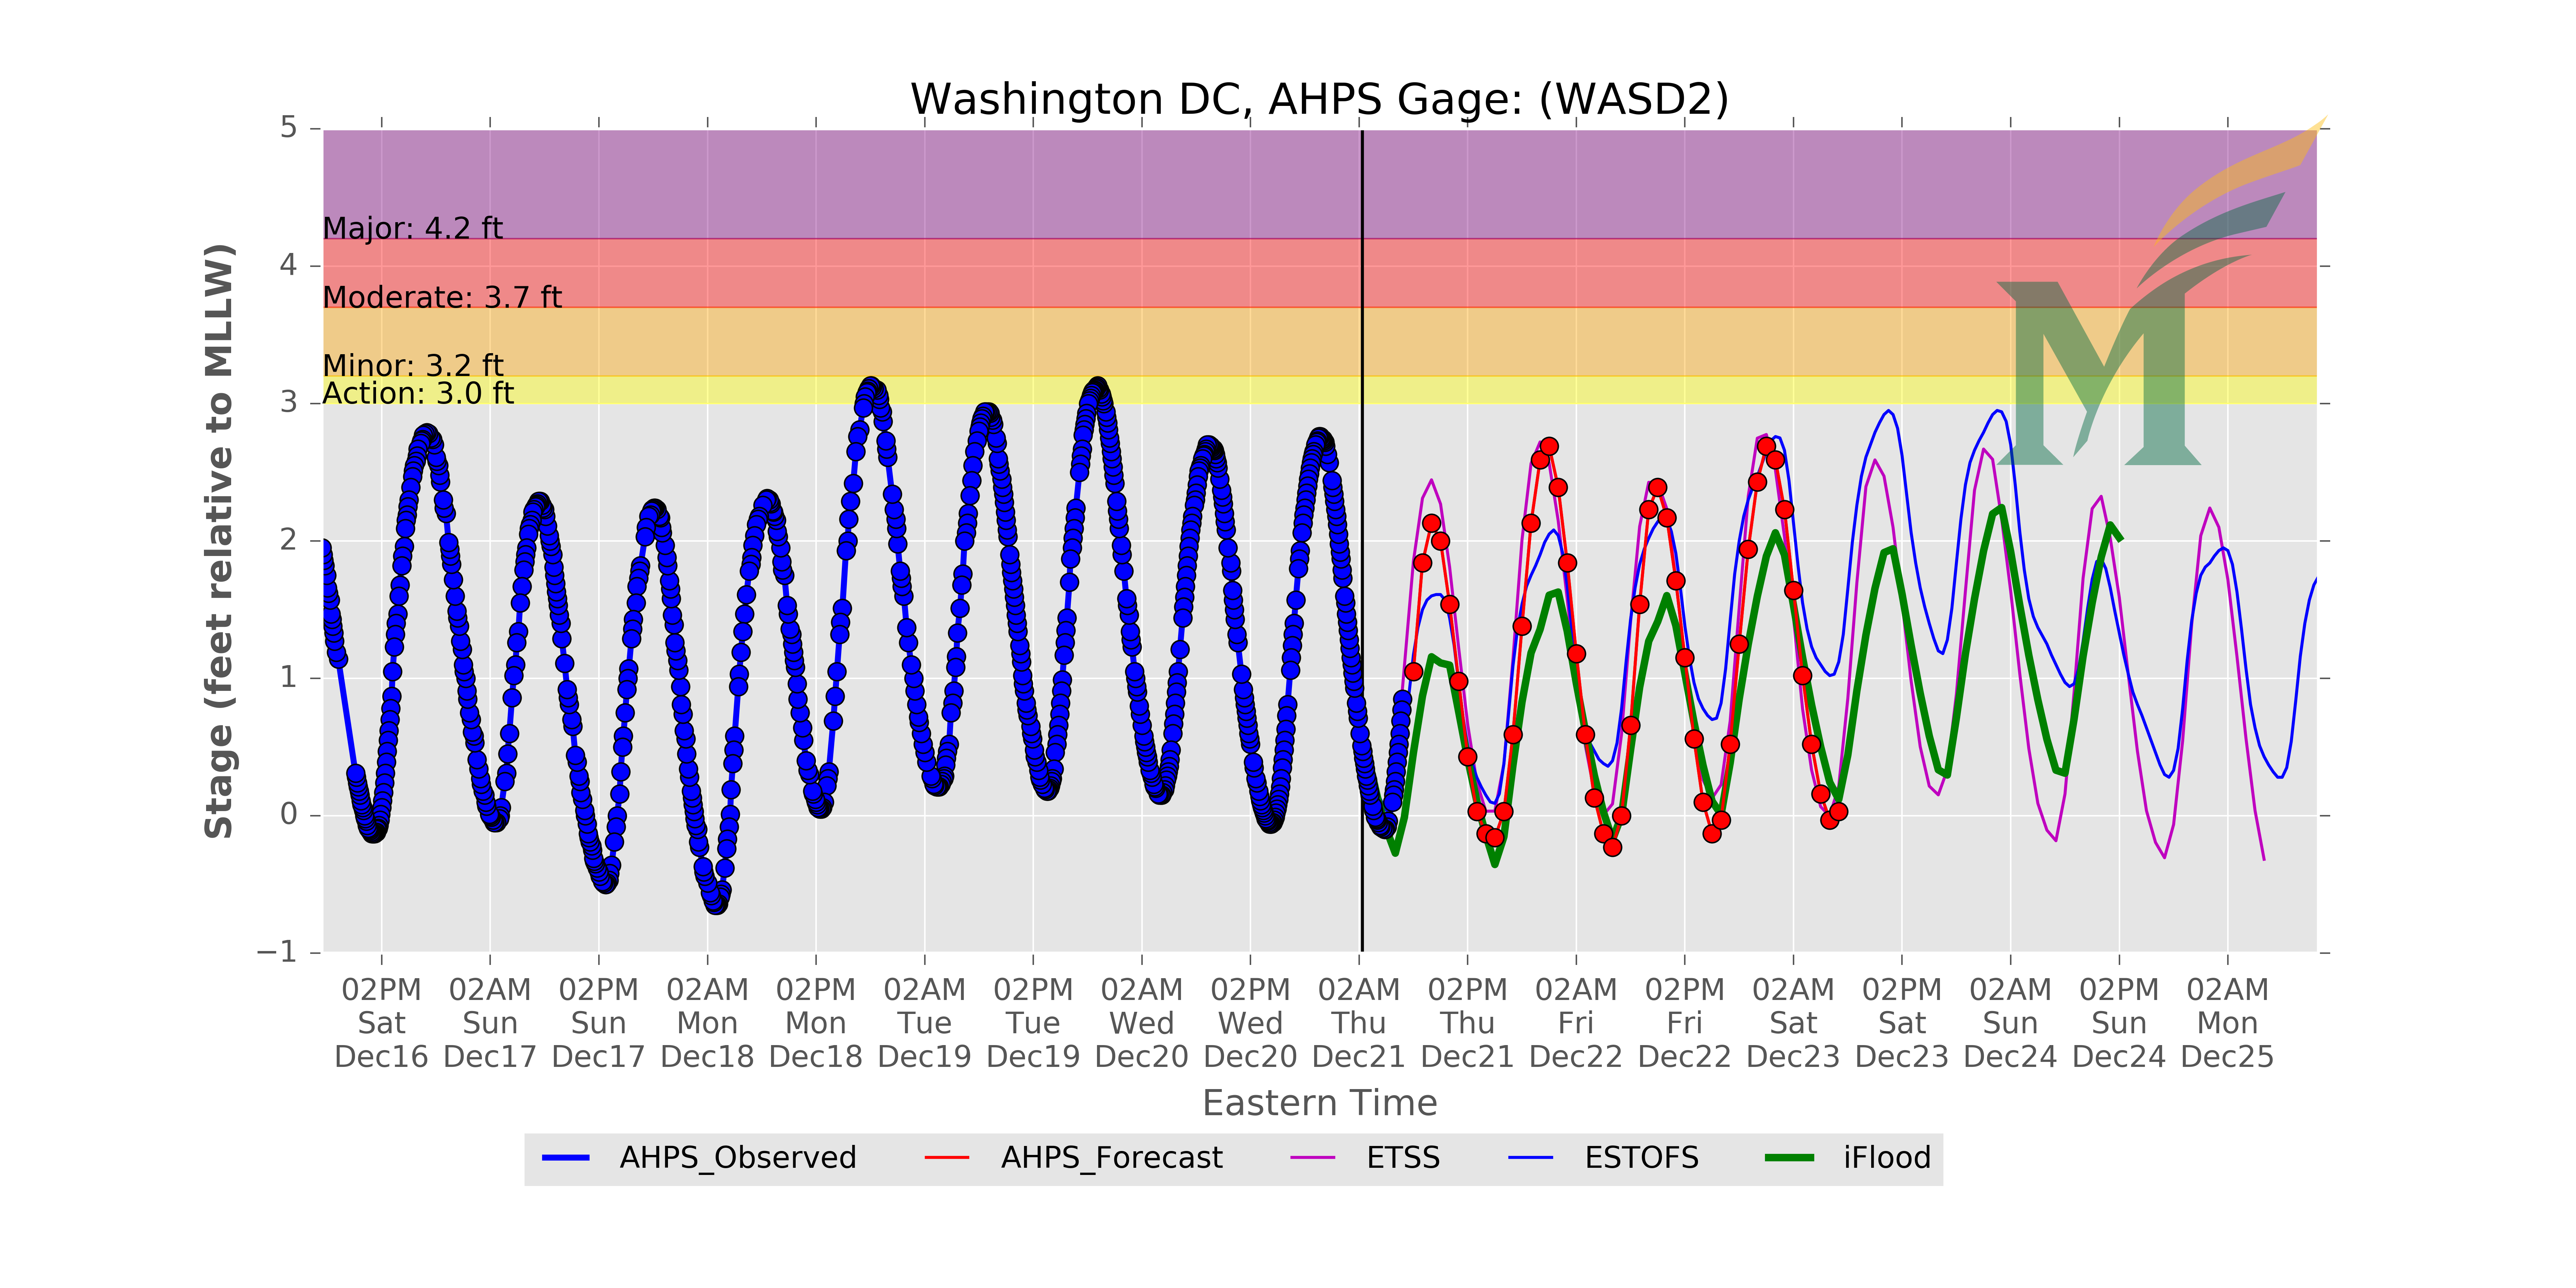 Washington DC, AHPS Gage: (WASD2)
5
4
3
2
1
0
−1
Stage (feet relative to MLLW)
Major: 4.2 ft
Moderate: 3.7 ft
Minor: 3.2 ft
Action: 3.0 ft
M
02PM 02AM 02PM 02AM 02PM 02AM 02PM 02AM 02PM 02AM 02PM 02AM 02PM 02AM 02PM 02AM 02PM 02AM
Sat Sun Sun Mon Mon Tue Tue Wed Wed Thu Thu Fri Fri Sat Sat Sun Sun Mon
Dec16 Dec17 Dec17 Dec18 Dec18 Dec19 Dec19 Dec20 Dec20 Dec21 Dec21 Dec22 Dec22 Dec23 Dec23 Dec24 Dec24 Dec25
Eastern Time
AHPS_Observed AHPS_Forecast ETSS ESTOFS iFlood